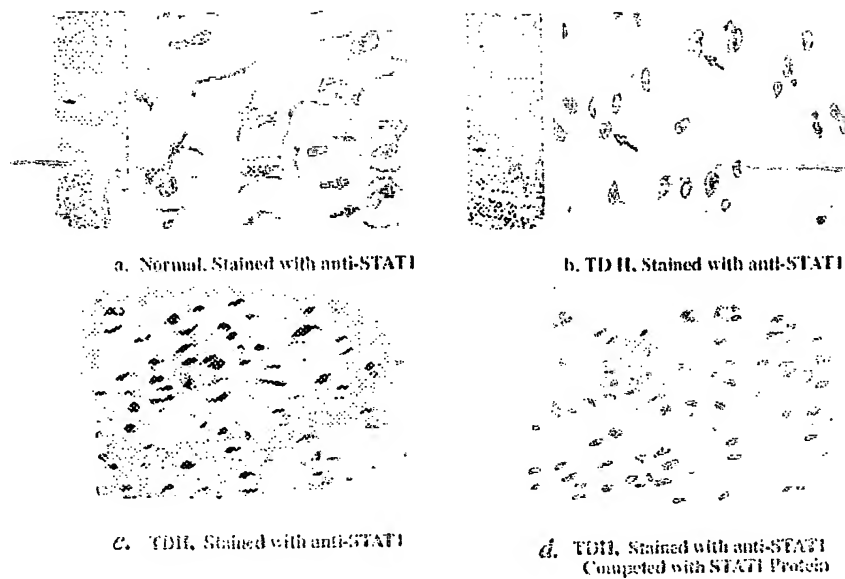 a. Normal, Stained with anti-STAT1
b. TD II, Stained with anti-STAT1
c. TDII, Stained with anti-STAT1
d. TDII, Stained with anti-STAT1
Competed with STAT1 Protein